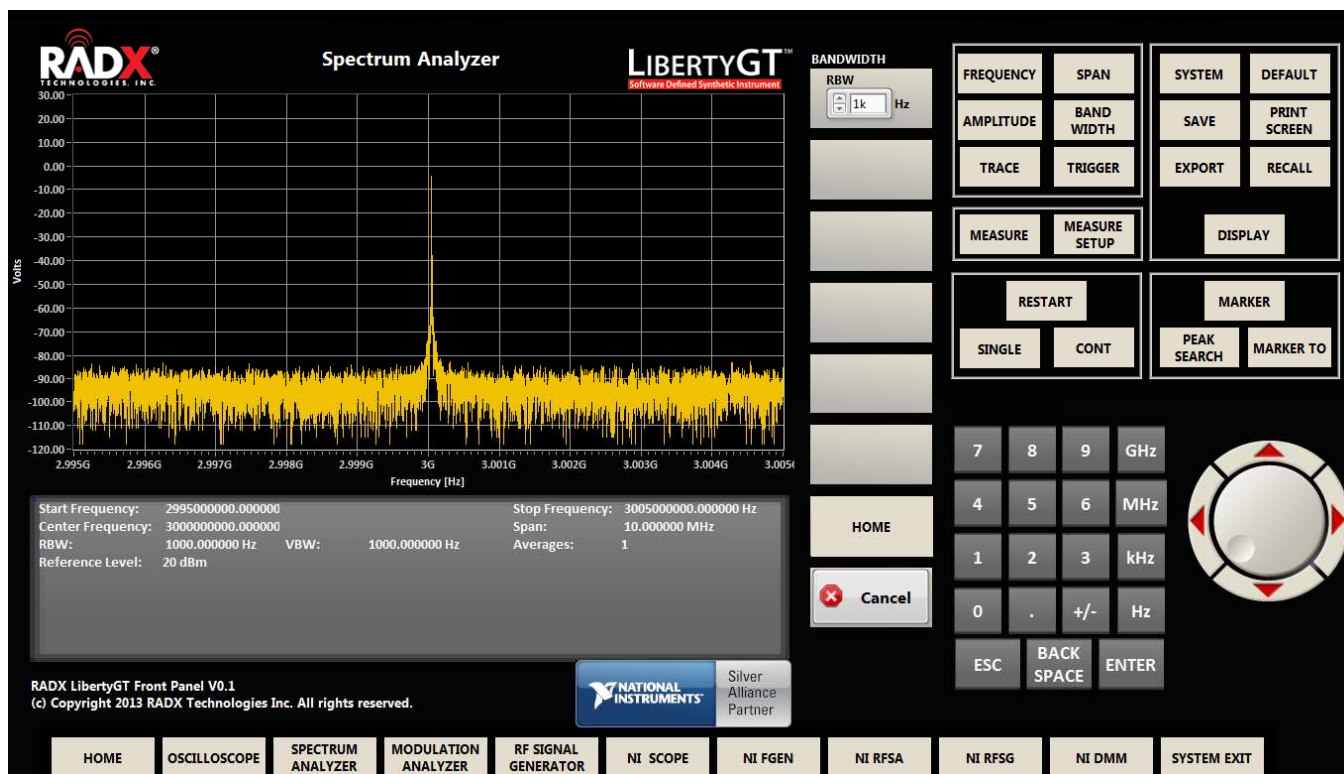 RADX®
TECHNOLOGIES, INC.
Spectrum Analyzer
LIBERTYGT™
Software Defined Synthetic Instrument
30.00
20.00
10.00
0.00
-10.00
-20.00
-30.00
-40.00
-50.00
-60.00
-70.00
-80.00
-90.00
-100.00
-110.00
-120.00
Volts
2.995G 2.996G 2.997G 2.998G 2.999G 3G 3.001G 3.002G 3.003G 3.004G 3.005G
Frequency [Hz]
Start Frequency: 2995000000.000000 Stop Frequency: 3005000000.000000 Hz
Center Frequency: 3000000000.000000 Span: 10.000000 MHz
RBW: 1000.000000 Hz VBW: 1000.000000 Hz Averages: 1
Reference Level: 20 dBm
RADX LibertyGT Front Panel V0.1
(c) Copyright 2013 RADX Technologies Inc. All rights reserved.
NATIONAL
INSTRUMENTS
Silver
Alliance
Partner
BANDWIDTH
RBW
1k Hz
HOME
Cancel
FREQUENCY SPAN
AMPLITUDE BAND WIDTH
TRACE TRIGGER
MEASURE MEASURE SETUP
RESTART
SINGLE CONT
SYSTEM DEFAULT
SAVE PRINT SCREEN
EXPORT RECALL
DISPLAY
MARKER
PEAK SEARCH MARKER TO
7 8 9 GHz
4 5 6 MHz
1 2 3 kHz
0 . +/- Hz
ESC BACK SPACE ENTER
HOME OSCILLOSCOPE SPECTRUM ANALYZER MODULATION ANALYZER RF SIGNAL GENERATOR NI SCOPE NI FGEN NI RFSA NI RFSG NI DMM SYSTEM EXIT